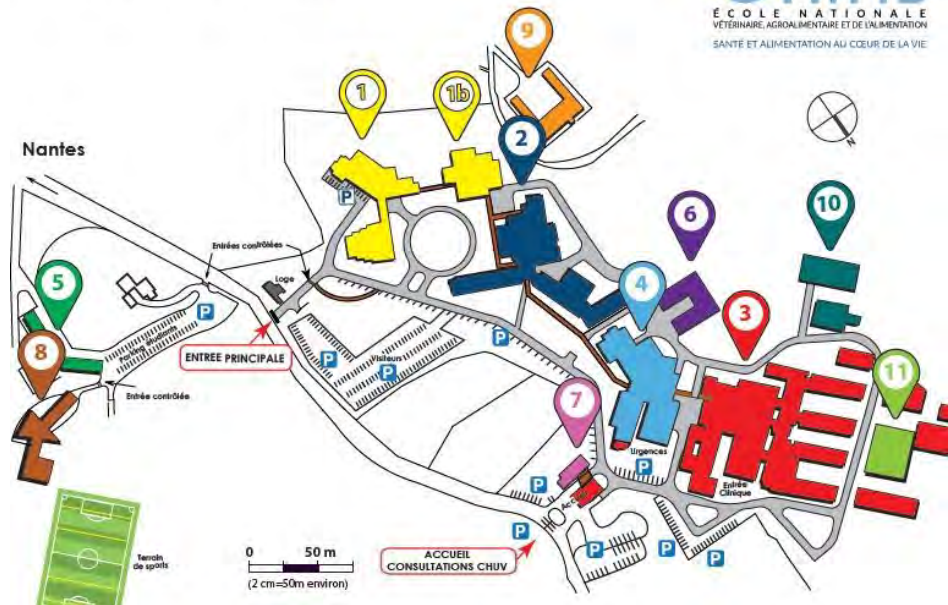 ÉCOLE NATIONALE
VÉTÉRINAIRE, AGROALIMENTAIRE ET DE L'ALIMENTATION
SANTÉ ET ALIMENTATION AU CŒUR DE LA VIE
9
1
1b
2
N
Nantes
6
10
Entrées contrôlées
P
5
Loge
4
3
P
Parking étudiants
8
ENTREE PRINCIPALE
P
Visiteurs
P
P
11
Entrée contrôlée
7
Urgences
P
Entrée
Clinique
P
P
P
P
P
Terrain
de sports
0 50 m
(2 cm=50m environ)
ACCUEIL
CONSULTATIONS CHUV